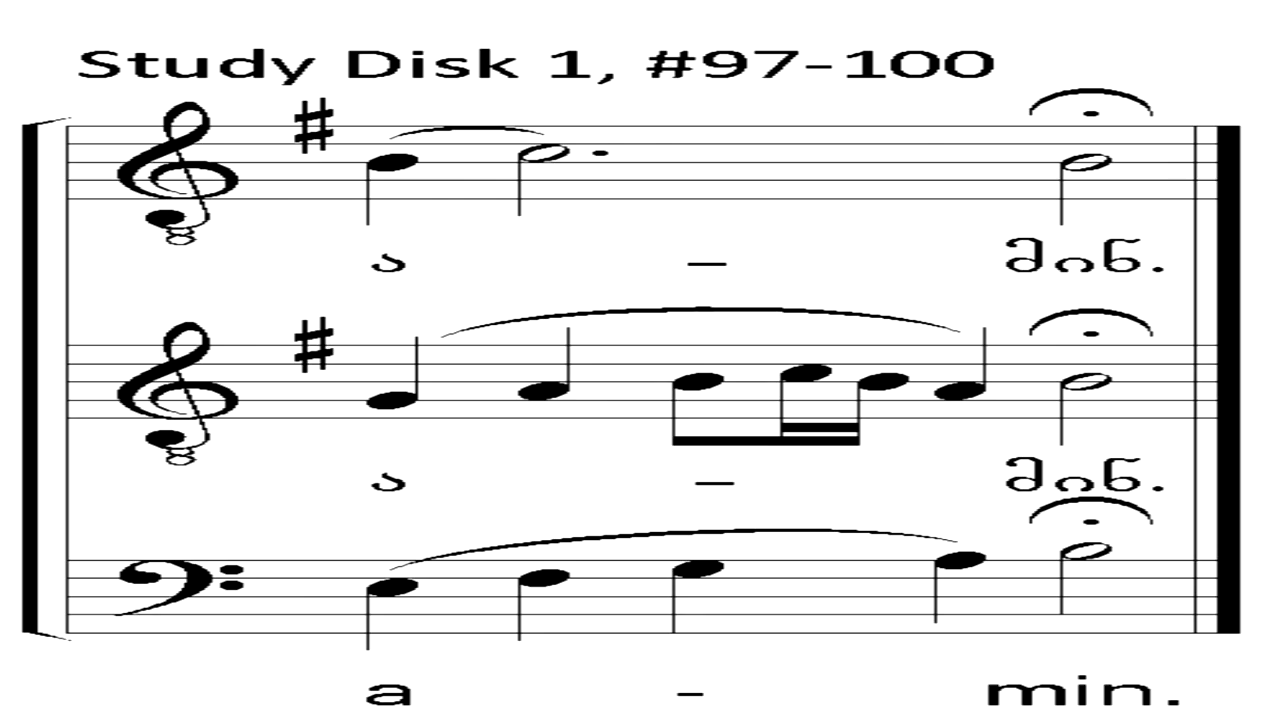 Study Disk 1, #97-100
ა – მინ.
ა – მინ.
a - min.